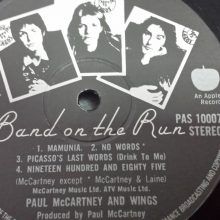 An Apple
Record
Band on the Run
PAS 10007
STEREO
1. MAMUNIA. 2. NO WORDS *
3. PICASSO'S LAST WORDS (Drink To Me)
4. NINETEEN HUNDRED AND EIGHTY FIVE
(McCartney except * McCartney & Laine)
McCartney Music Ltd. ATV Music Ltd.
PAUL McCARTNEY AND WINGS
Produced by Paul McCartney
BROADCASTING AND